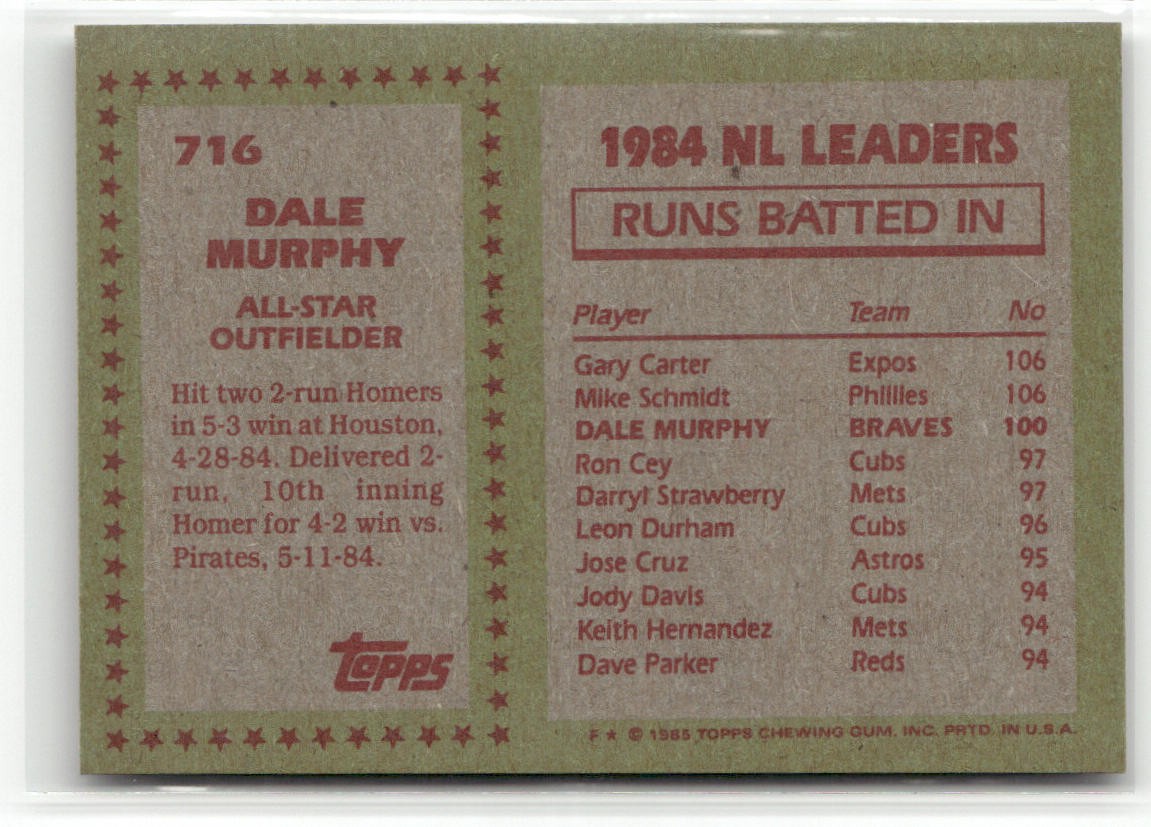 716
DALE
MURPHY
ALL-STAR
OUTFIELDER
Hit two 2-run Homers
in 5-3 win at Houston,
4-28-84. Delivered 2-
run, 10th inning
Homer for 4-2 win vs.
Pirates, 5-11-84.
Topps
1984 NL LEADERS
RUNS BATTED IN
Player Team No
Gary Carter Expos 106
Mike Schmidt Phillies 106
DALE MURPHY BRAVES 100
Ron Cey Cubs 97
Darryl Strawberry Mets 97
Leon Durham Cubs 96
Jose Cruz Astros 95
Jody Davis Cubs 94
Keith Hernandez Mets 94
Dave Parker Reds 94
F ★ © 1985 TOPPS CHEWING GUM, INC. PRTD. IN U.S.A.